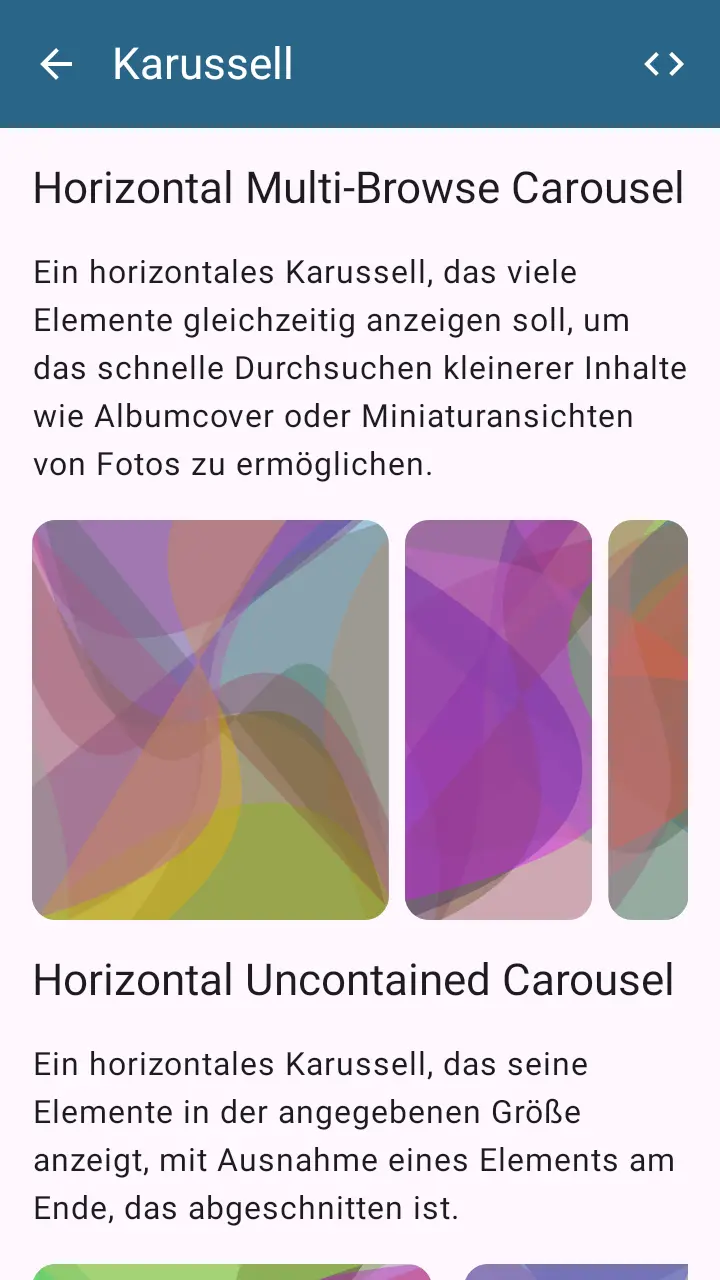 Karussell
Horizontal Multi-Browse Carousel
Ein horizontales Karussell, das viele
Elemente gleichzeitig anzeigen soll, um
das schnelle Durchsuchen kleinerer Inhalte
wie Albumcover oder Miniaturansichten
von Fotos zu ermöglichen.
Horizontal Uncontained Carousel
Ein horizontales Karussell, das seine
Elemente in der angegebenen Größe
anzeigt, mit Ausnahme eines Elements am
Ende, das abgeschnitten ist.